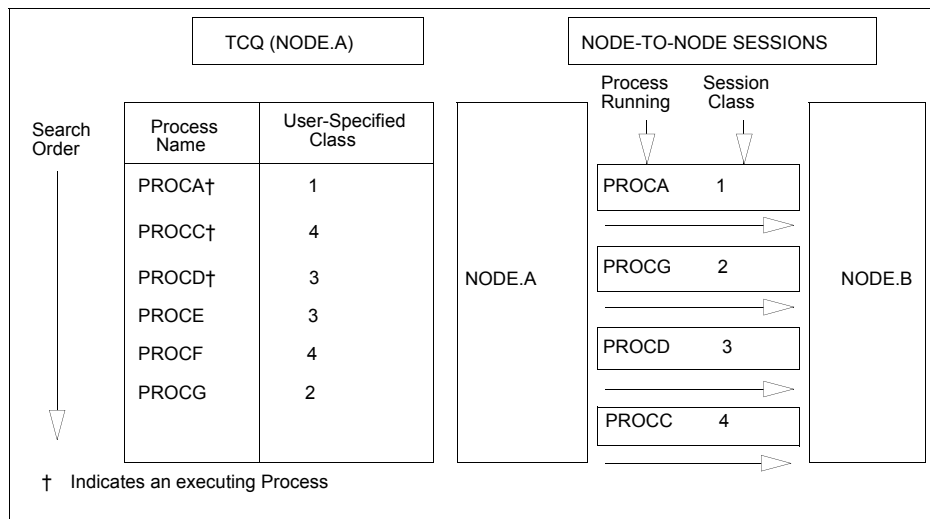 TCQ (NODE.A)
NODE-TO-NODE SESSIONS
Search
Order
Process
Name
User-Specified
Class
PROCA† 1
PROCC† 4
PROCD† 3
PROCE 3
PROCF 4
PROCG 2
† Indicates an executing Process
Process
Running
Session
Class
NODE.A
PROCA 1
PROCG 2
PROCD 3
PROCC 4
NODE.B